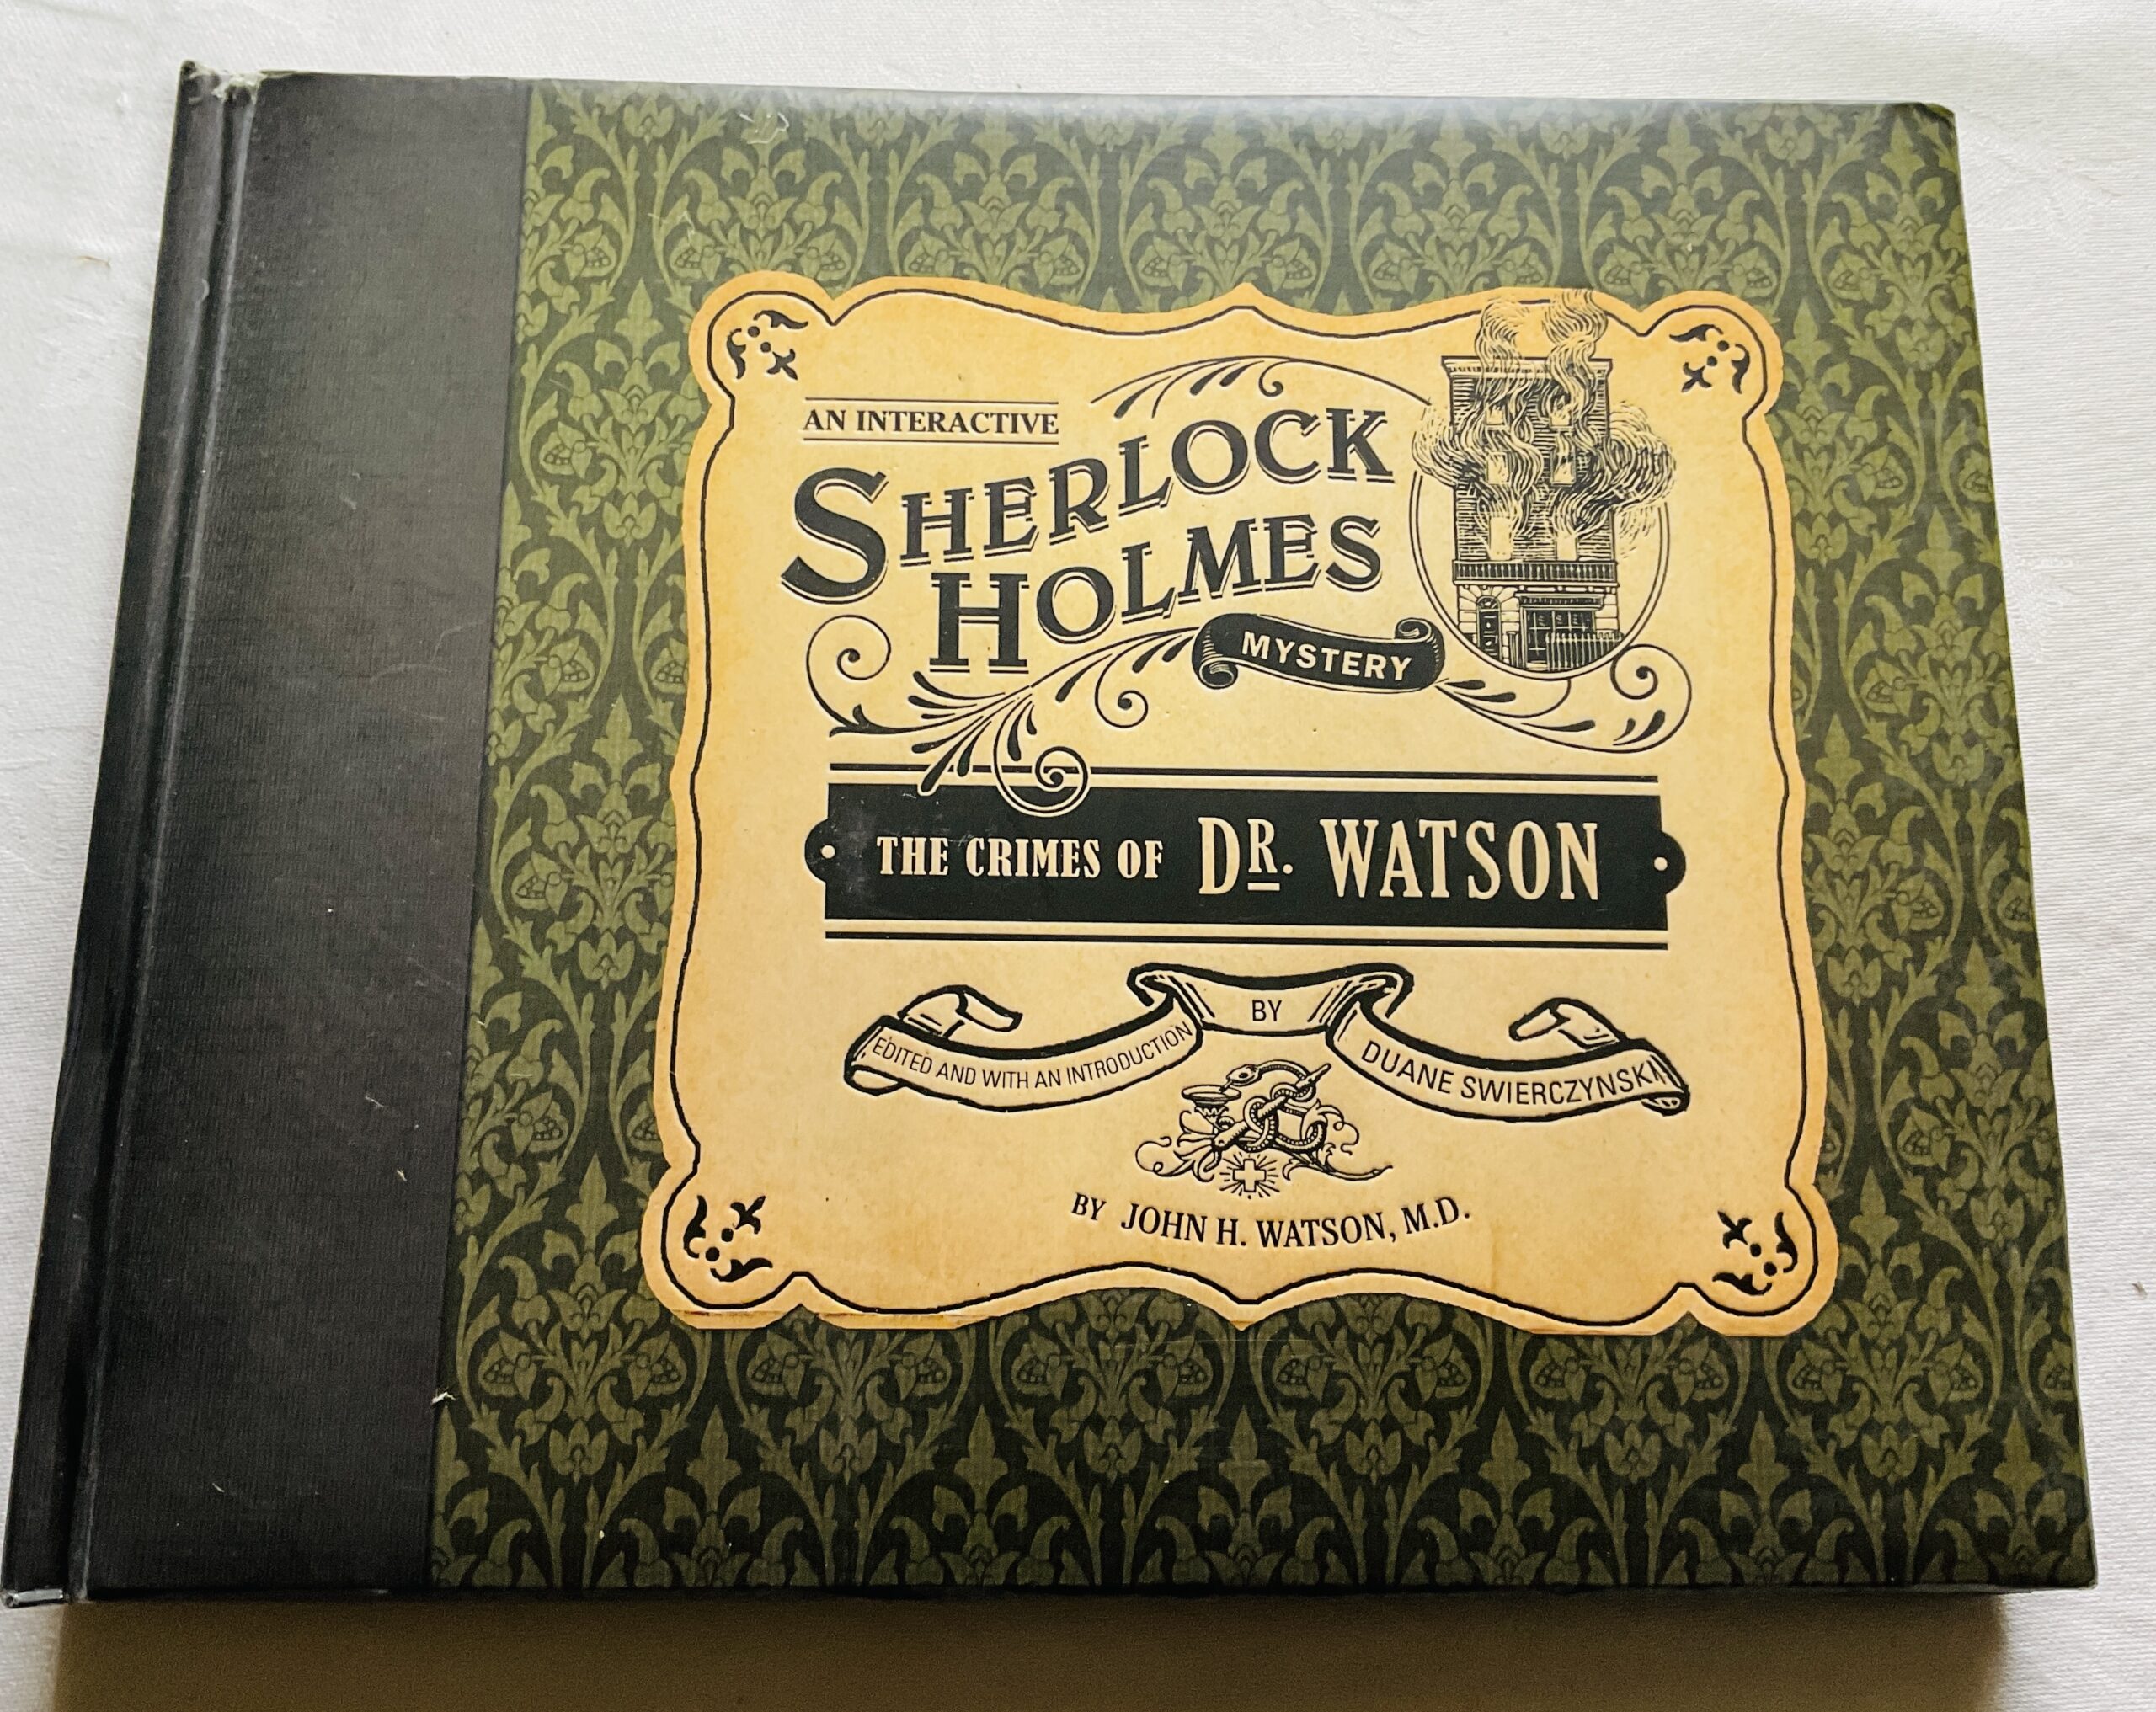 AN INTERACTIVE
SHERLOCK
HOLMES
MYSTERY
THE CRIMES OF DR. WATSON
EDITED AND WITH AN INTRODUCTION BY DUANE SWIERCZYNSKI
BY JOHN H. WATSON, M.D.